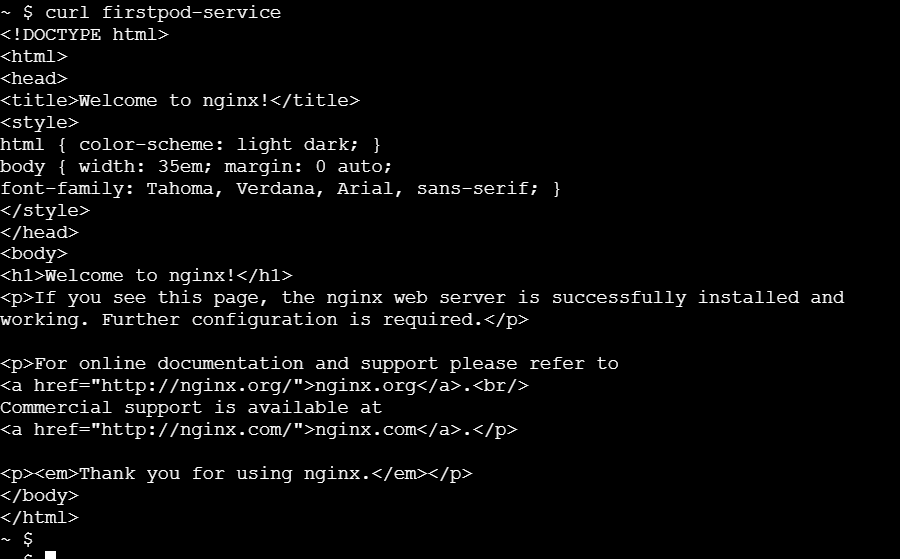 ~ $ curl firstpod-service
<!DOCTYPE html>
<html>
<head>
<title>Welcome to nginx!</title>
<style>
html { color-scheme: light dark; }
body { width: 35em; margin: 0 auto;
font-family: Tahoma, Verdana, Arial, sans-serif; }
</style>
</head>
<body>
<h1>Welcome to nginx!</h1>
<p>If you see this page, the nginx web server is successfully installed and
working. Further configuration is required.</p>

<p>For online documentation and support please refer to
<a href="http://nginx.org/">nginx.org</a>.<br/>
Commercial support is available at
<a href="http://nginx.com/">nginx.com</a>.</p>

<p><em>Thank you for using nginx.</em></p>
</body>
</html>
~ $
~ $